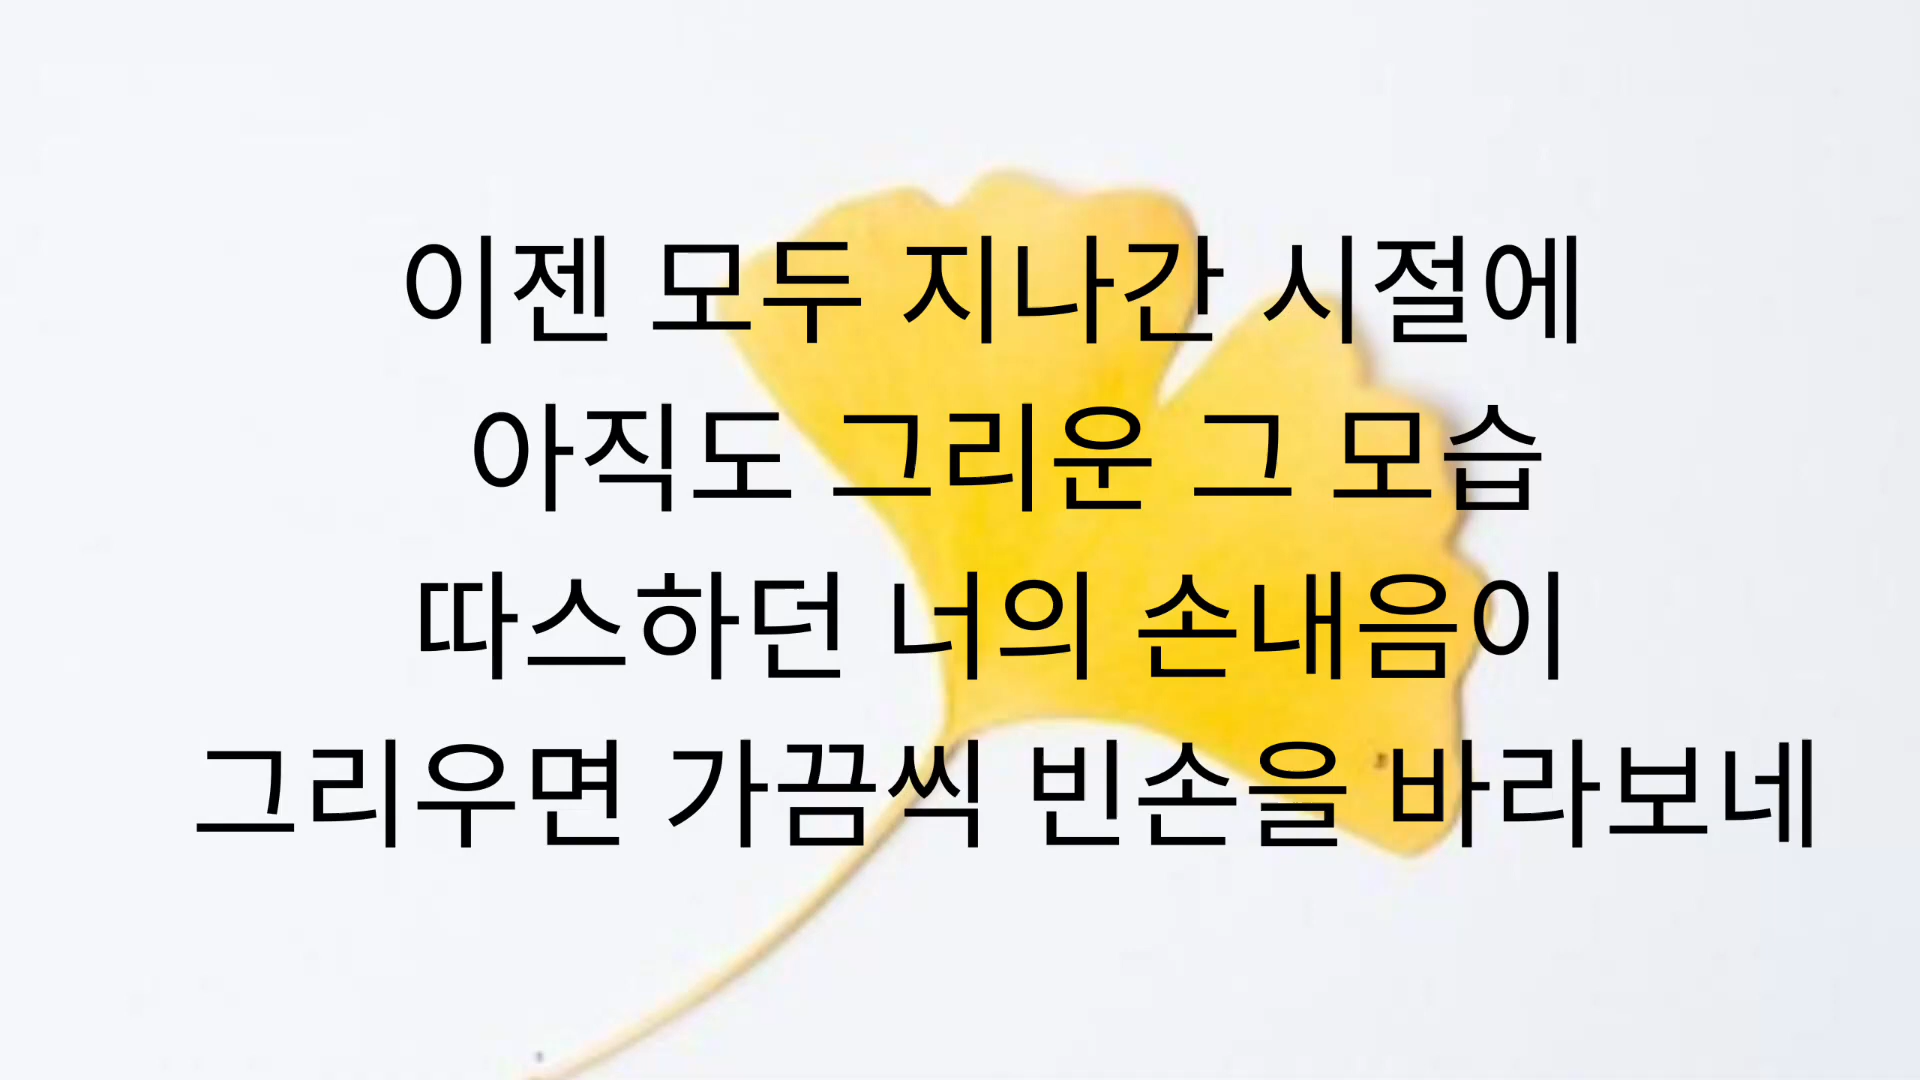 이젠 모두 지나간 시절에
아직도 그리운 그 모습
따스하던 너의 손내음이
그리우면 가끔씩 빈손을 바라보네